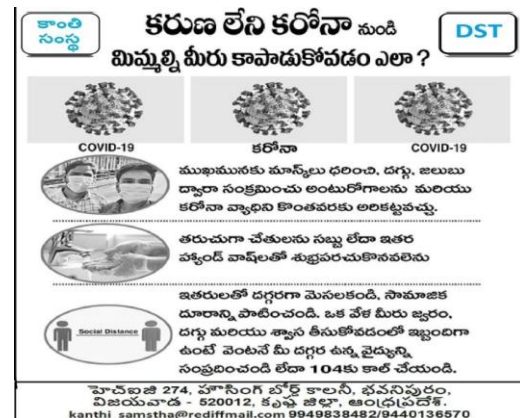 కాంతి
సంస్థ
కరుణ లేని కరోనా నుండి
DST
మిమ్మల్ని మీరు కాపాడుకోవడం ఎలా ?
COVID-19
కరోనా
COVID-19
ముఖమునకు మాస్క్‌లు ధరించి, దగ్గు, జలుబు
ద్వారా సంక్రమించు అంటురోగాలను మరియు
కరోనా వ్యాధిని కొంతవరకు అరికట్టవచ్చు.
తరుచుగా చేతులను సబ్బు లేదా ఇతర
హ్యాండ్ వాష్‌లతో శుభ్రపరచుకొనవలెను
Social Distance
ఇతరులతో దగ్గరగా మెసలకండి, సామాజిక
దూరాన్ని పాటించండి. ఒక వేళ మీరు జ్వరం,
దగ్గు మరియు శ్వాస తీసుకోవడంలో ఇబ్బందిగా
ఉంటే వెంటనే మీ దగ్గర ఉన్న వైద్యున్ని
సంప్రదించండి లేదా 104కు కాల్ చేయండి.
హెచ్ఐజి 274, హౌసింగ్ బోర్డ్ కాలనీ, భవనిపురం,
విజయవాడ - 520012, కృష్ణ జిల్లా, ఆంధ్రప్రదేశ్.
kanthi_samstha@rediffmail.com 9949838482/9440136570